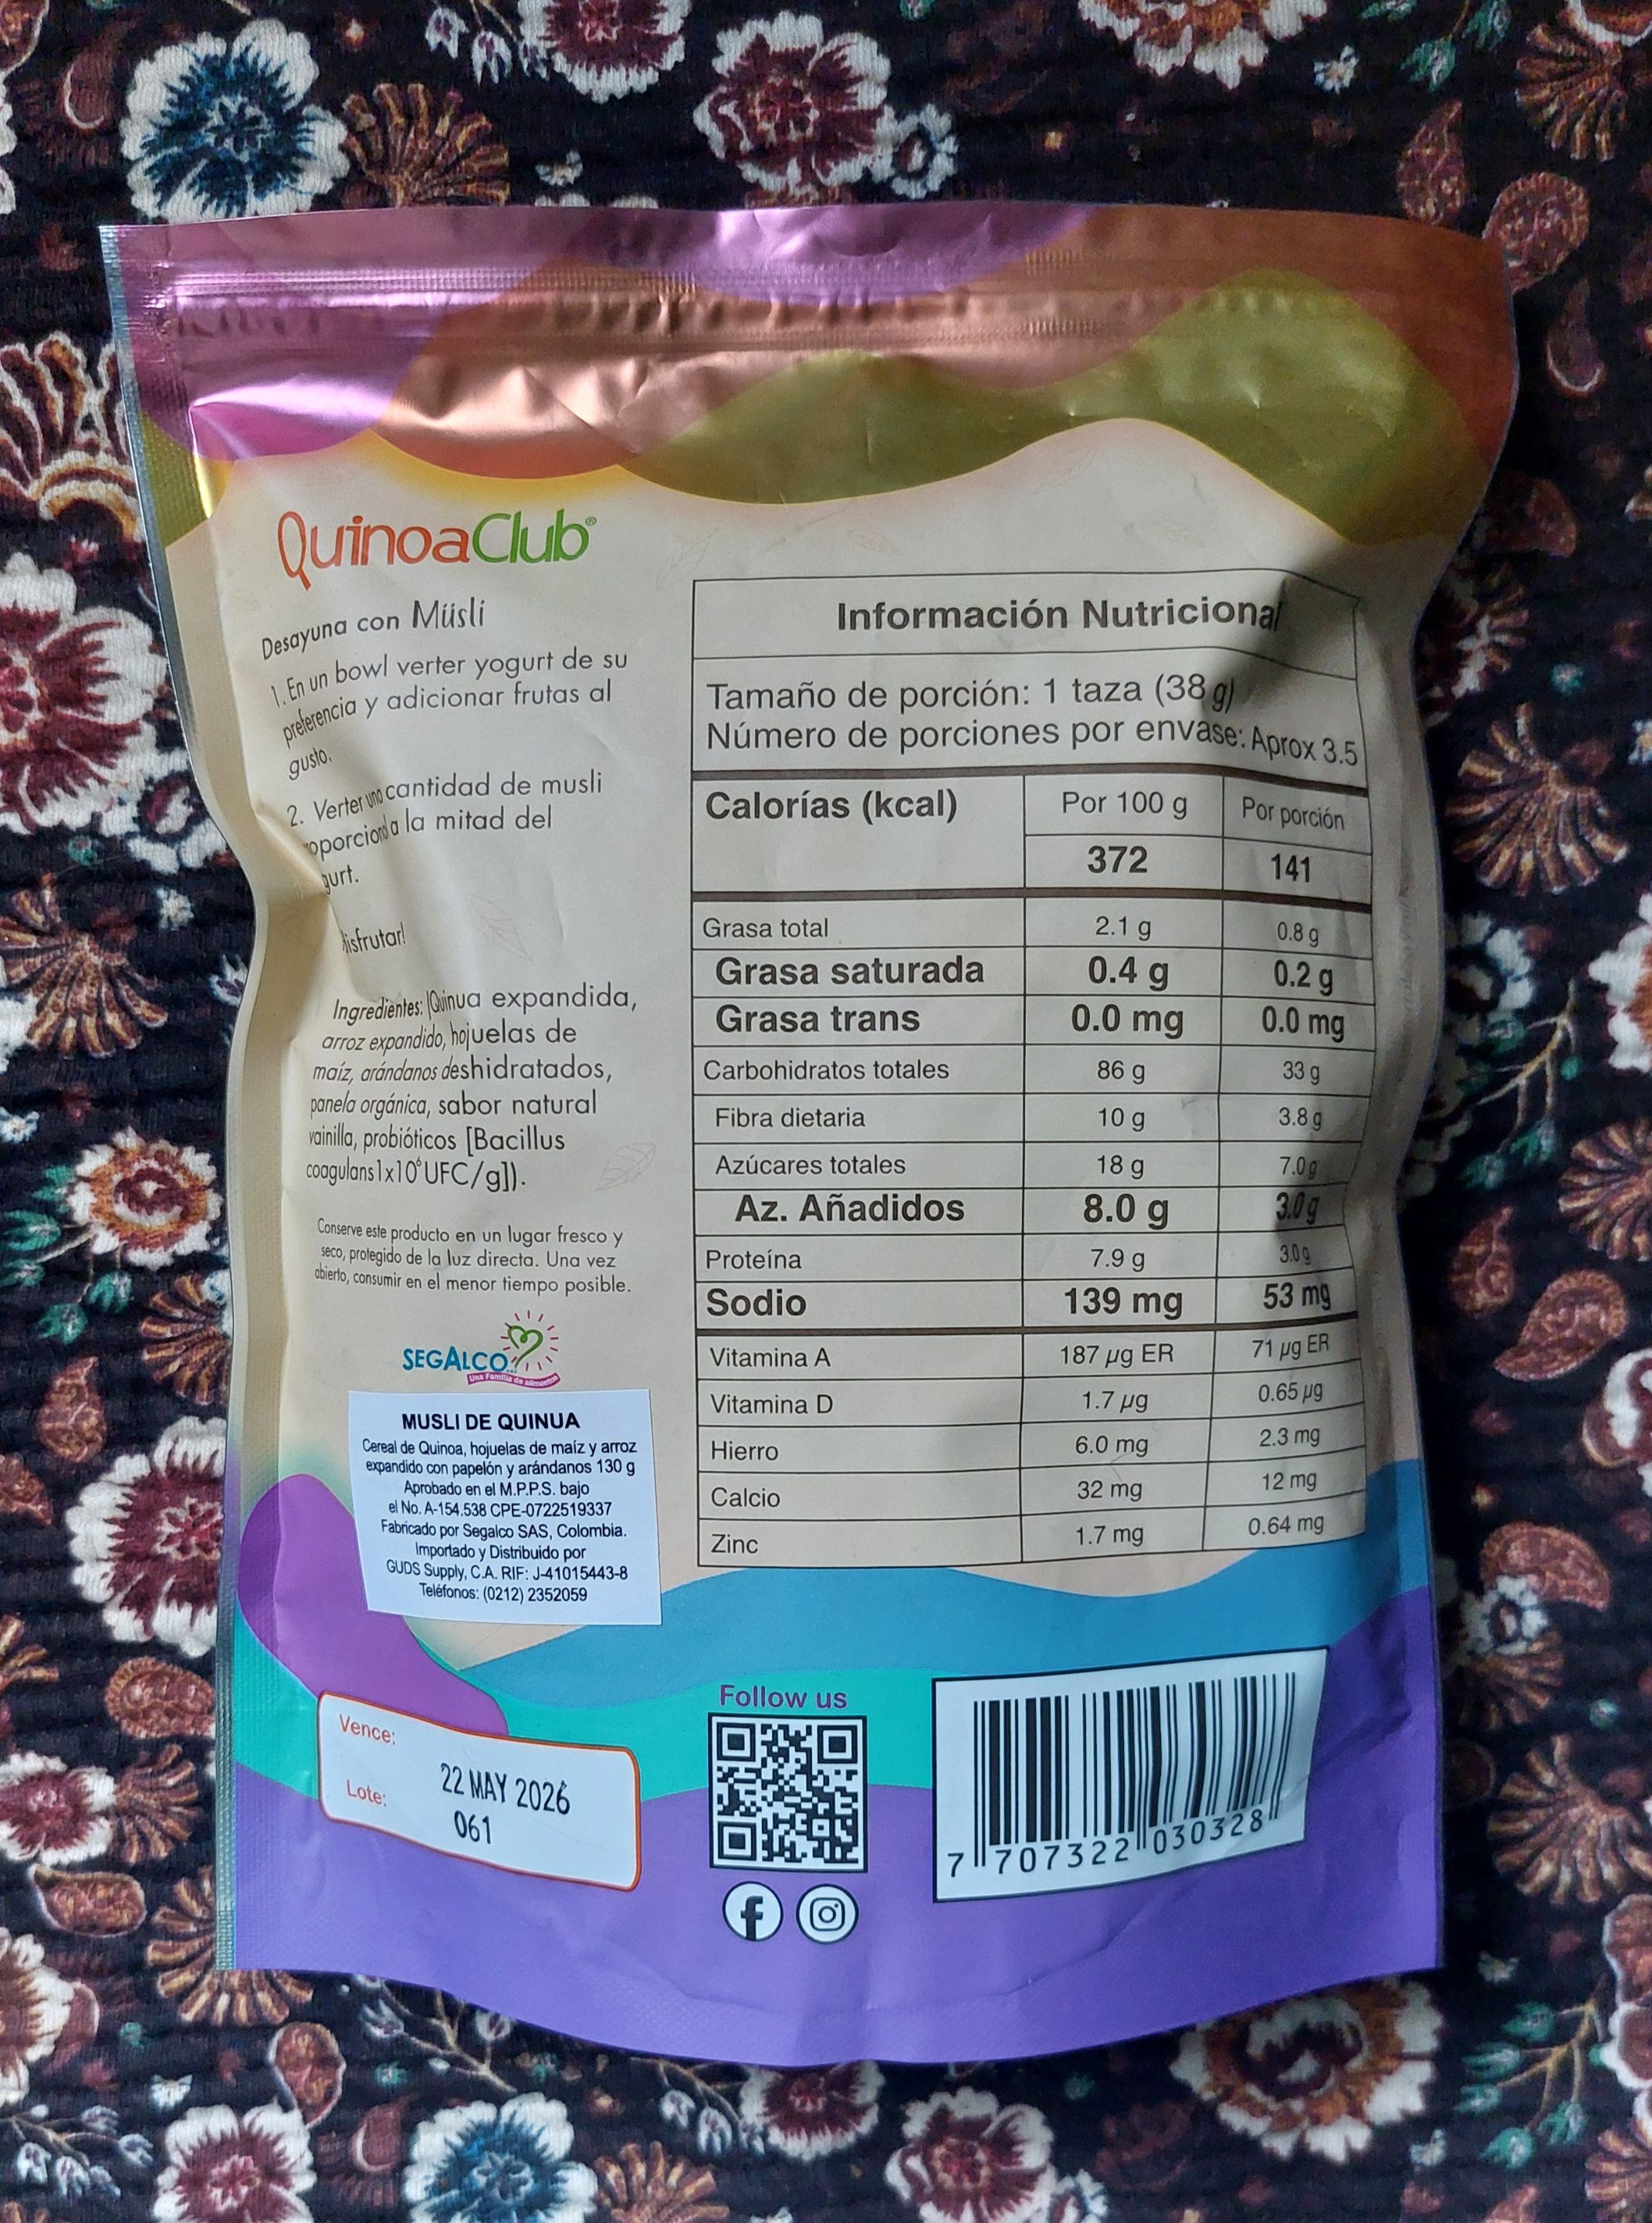 QuinoaClub®
Desayuna con Müsli
1. En un bowl verter yogurt de su
preferencia y adicionar frutas al
gusto.
2. Verter una cantidad de musli
a la mitad del
isfrutar!
Ingredientes: (Quinua expandida,
arroz expandido, hojuelas de
maíz, arándanos deshidratados,
panela orgánica, sabor natural
vainilla, probióticos [Bacillus
coagulans 1x10⁶ UFC/g]).
Conserve este producto en un lugar fresco y
seco, protegido de la luz directa. Una vez
abierto, consumir en el menor tiempo posible.
SEGALCO
Una Familia de alimentos
MUSLI DE QUINUA
Cereal de Quinoa, hojuelas de maíz y arroz
expandido con papelón y arándanos 130 g
Aprobado en el M.P.P.S. bajo
el No. A-154.538 CPE-0722519337
Fabricado por Segalco SAS, Colombia.
Importado y Distribuido por
GUDS Supply, C.A. RIF: J-41015443-8
Teléfonos: (0212) 2352059
Vence:
22 MAY 2026
Lote:
061
Información Nutricional
Tamaño de porción: 1 taza (38 g)
Número de porciones por envase: Aprox 3.5
Calorías (kcal) Por 100 g Por porción
372 141
Grasa total 2.1 g 0.8 g
Grasa saturada 0.4 g 0.2 g
Grasa trans 0.0 mg 0.0 mg
Carbohidratos totales 86 g 33 g
Fibra dietaria 10 g 3.8 g
Azúcares totales 18 g 7.0 g
Az. Añadidos 8.0 g 3.0 g
Proteína 7.9 g 3.0 g
Sodio 139 mg 53 mg
Vitamina A 187 µg ER 71 µg ER
Vitamina D 1.7 µg 0.65 µg
Hierro 6.0 mg 2.3 mg
Calcio 32 mg 12 mg
Zinc 1.7 mg 0.64 mg
Follow us
7 707322 030328